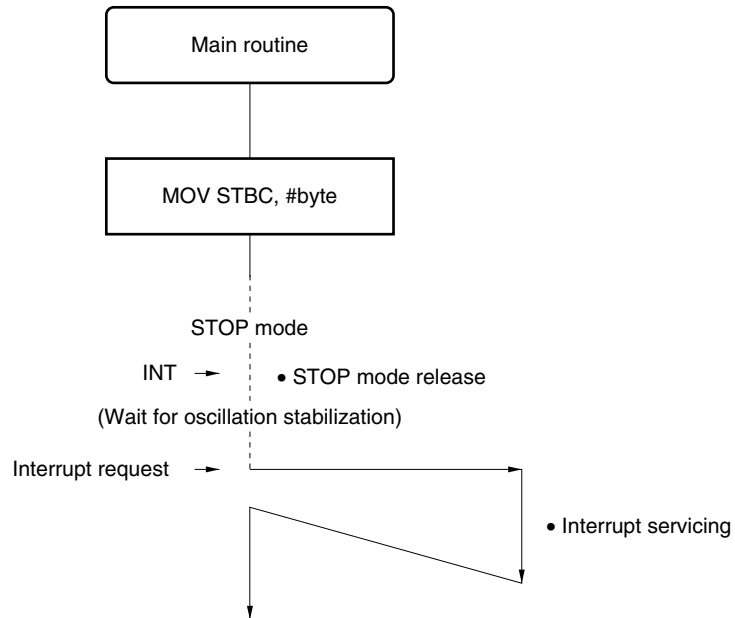 Main routine
MOV STBC, #byte
STOP mode
INT
• STOP mode release
(Wait for oscillation stabilization)
Interrupt request
• Interrupt servicing